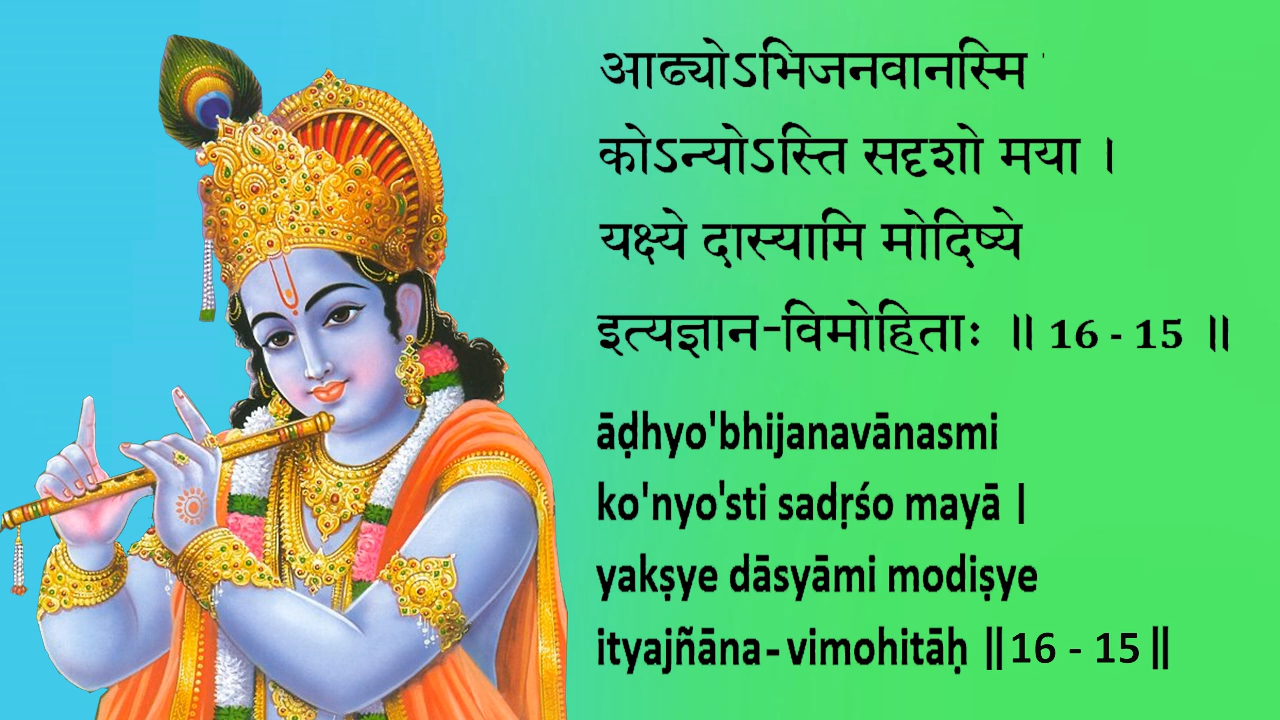 आढ्योऽभिजनवानस्मि
कोऽन्योऽस्ति सदृशो मया ।
यक्ष्ये दास्यामि मोदिष्ये
इत्यज्ञान-विमोहिताः ॥ 16 - 15 ॥
āḍhyo'bhijanavānasmi
ko'nyo'sti sadṛśo mayā |
yakṣye dāsyāmi modiṣye
ityajñāna-vimohitāḥ ‖16 - 15‖